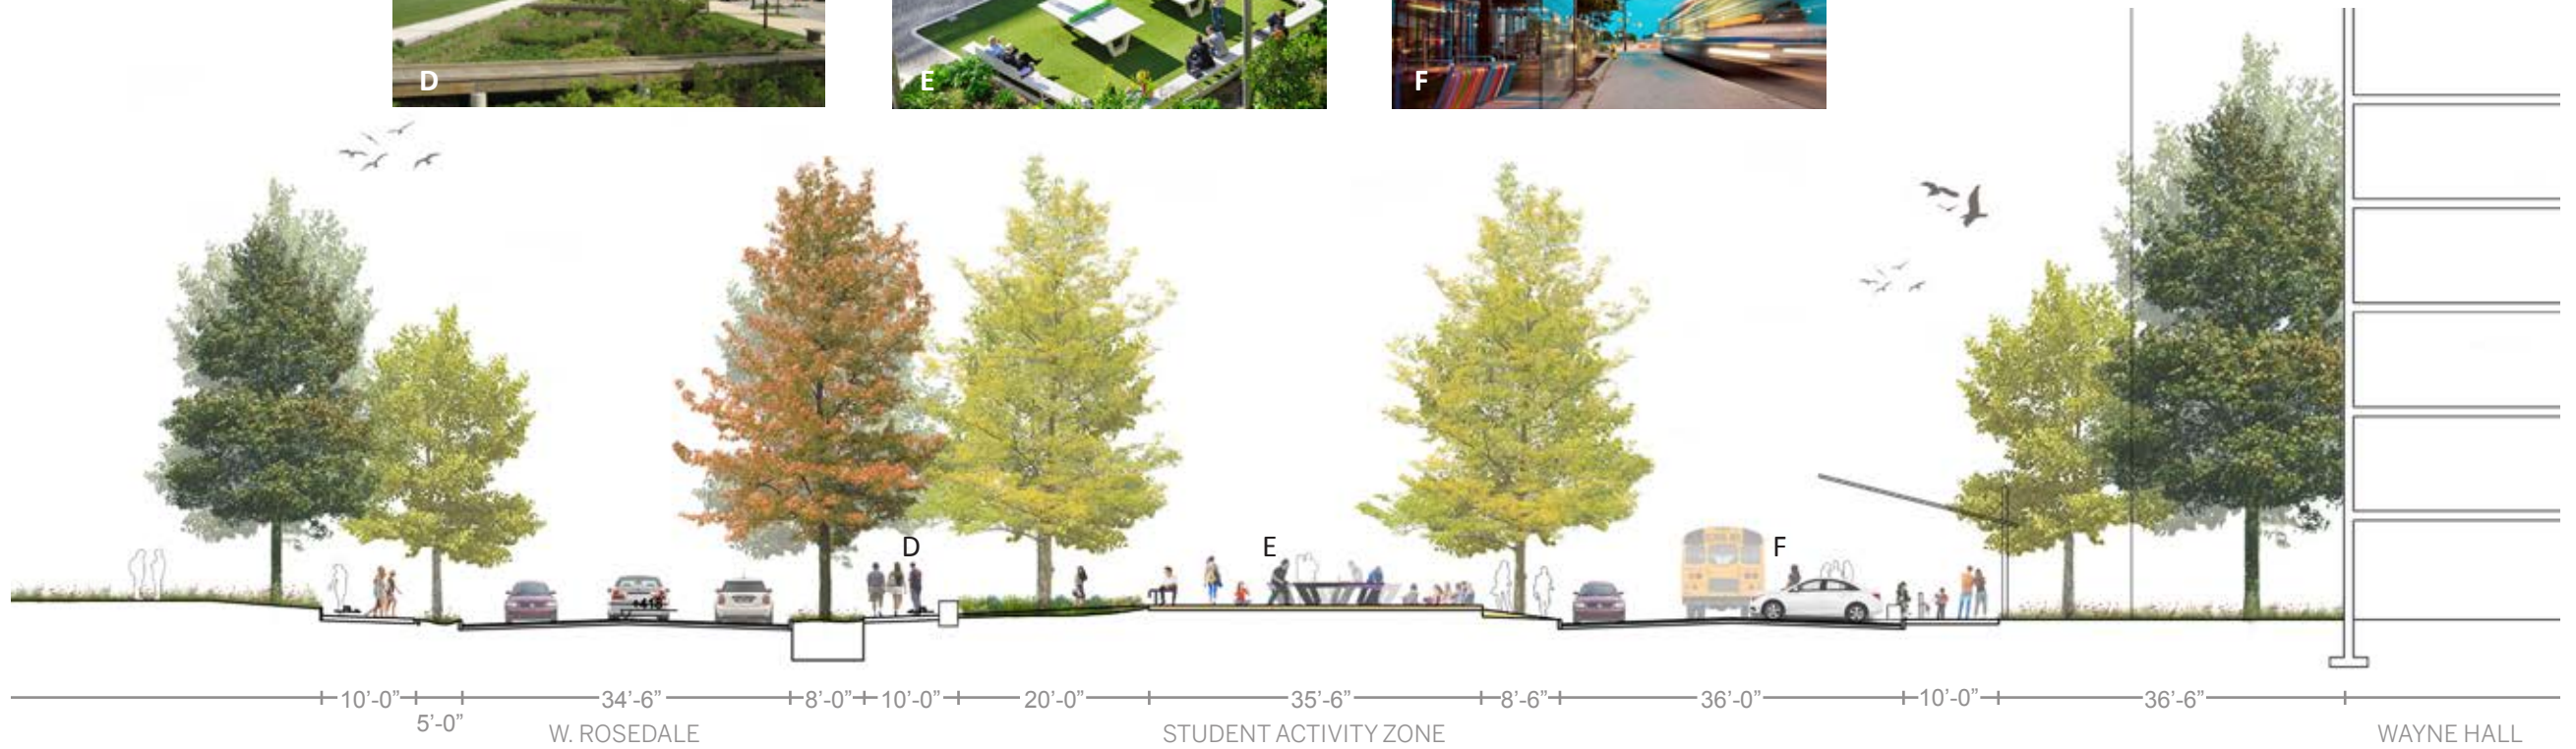 D
E
F
D
E
F
+418
10’-0”
5’-0”
34’-6”
8’-0”
10’-0”
20’-0”
35’-6”
8’-6”
36’-0”
10’-0”
36’-6”
W. ROSEDALE
STUDENT ACTIVITY ZONE
WAYNE HALL